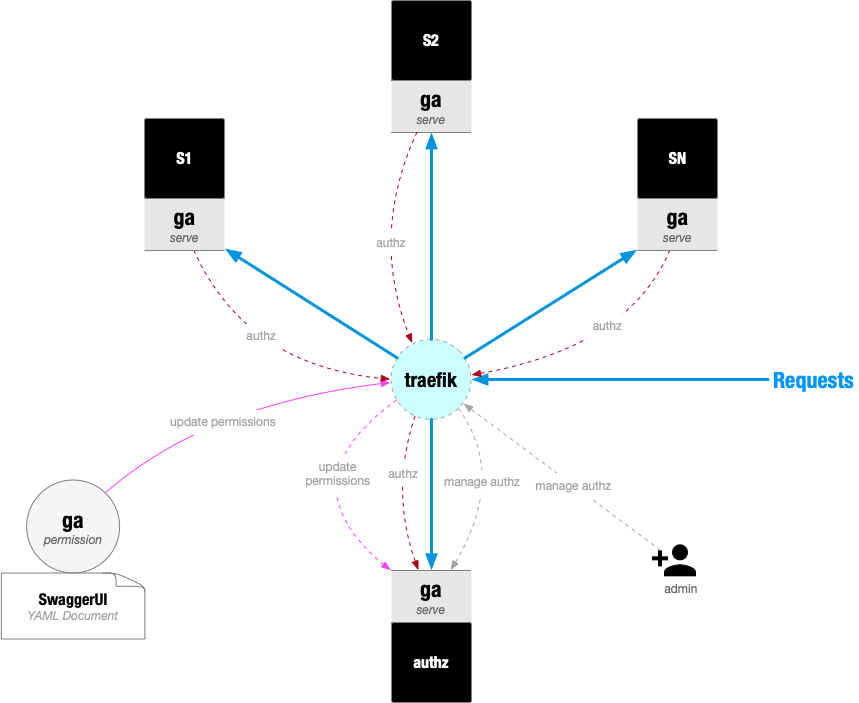 S2
ga
serve
S1
ga
serve
SN
ga
serve
authz
authz
authz
traefik
Requests
update permissions
update
permissions
authz
manage authz
manage authz
ga
permission
SwaggerUI
YAML Document
admin
ga
serve
authz